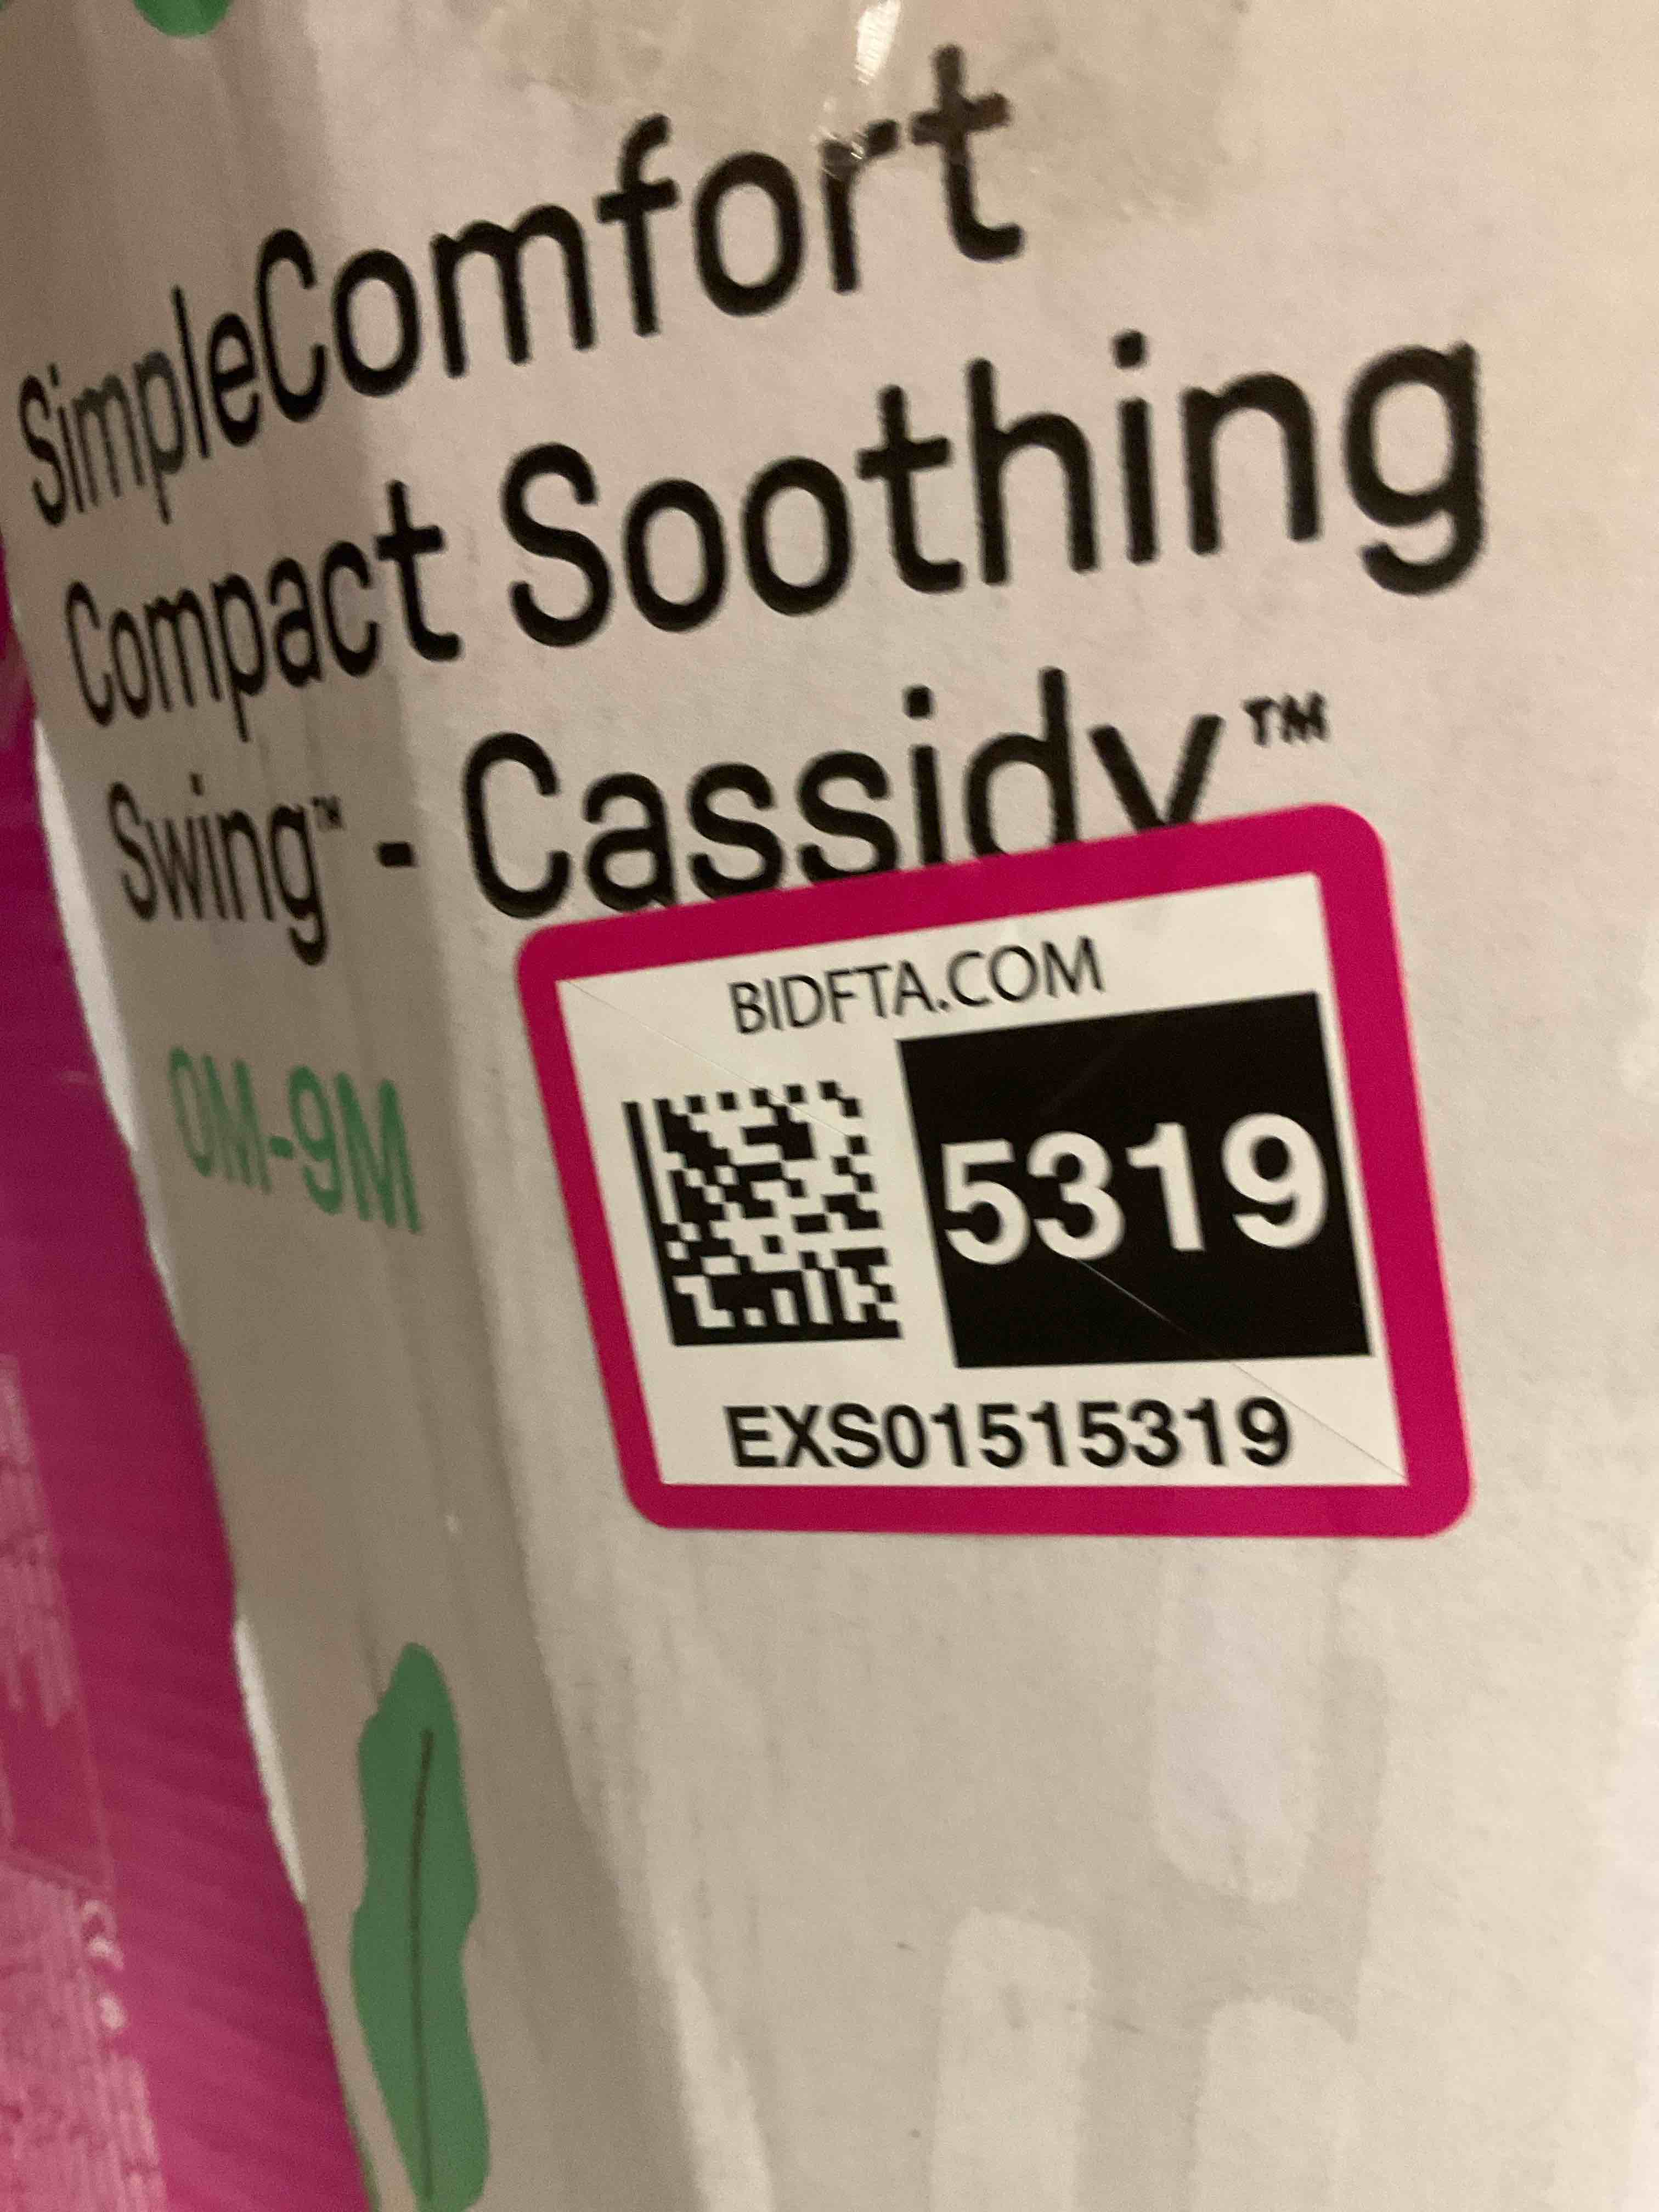 SimpleComfort
Compact Soothing
Swing™ - Cassidy™
0M-9M
BIDFTA.COM
5319
EXS01515319